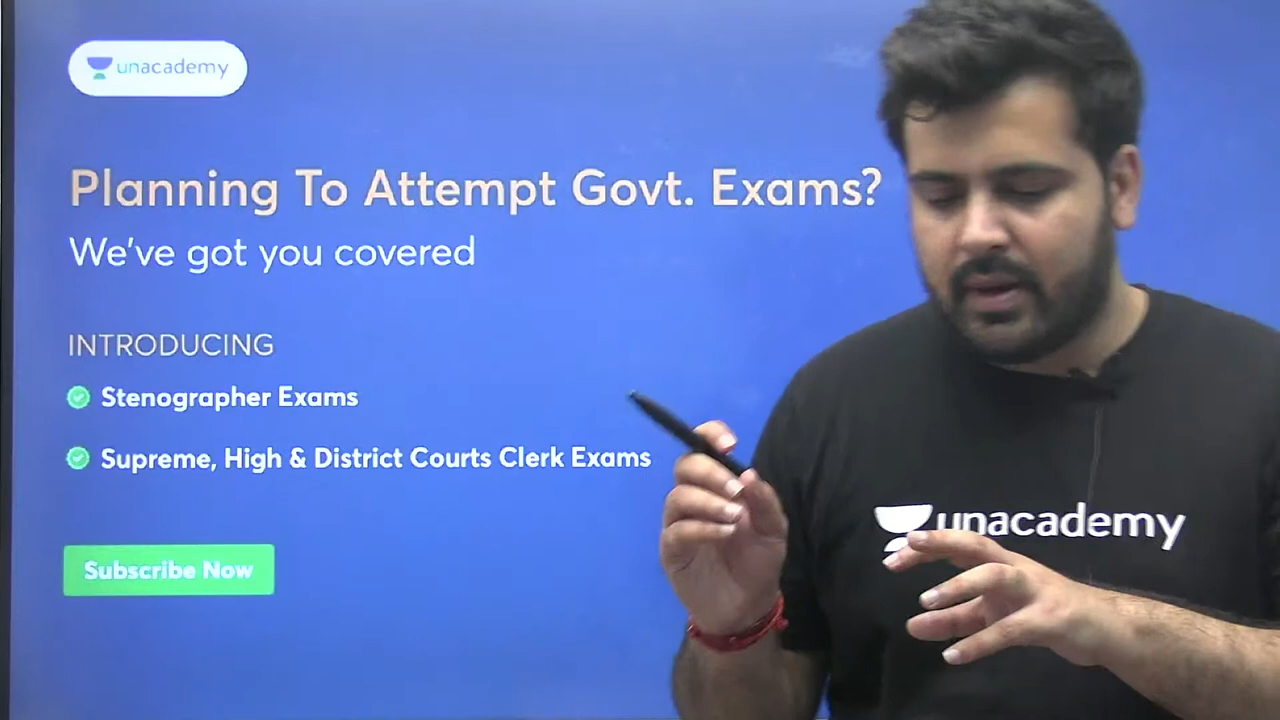 unacademy
Planning To Attempt Govt. Exams?
We've got you covered
INTRODUCING
Stenographer Exams
Supreme, High & District Courts Clerk Exams
Subscribe Now
unacademy